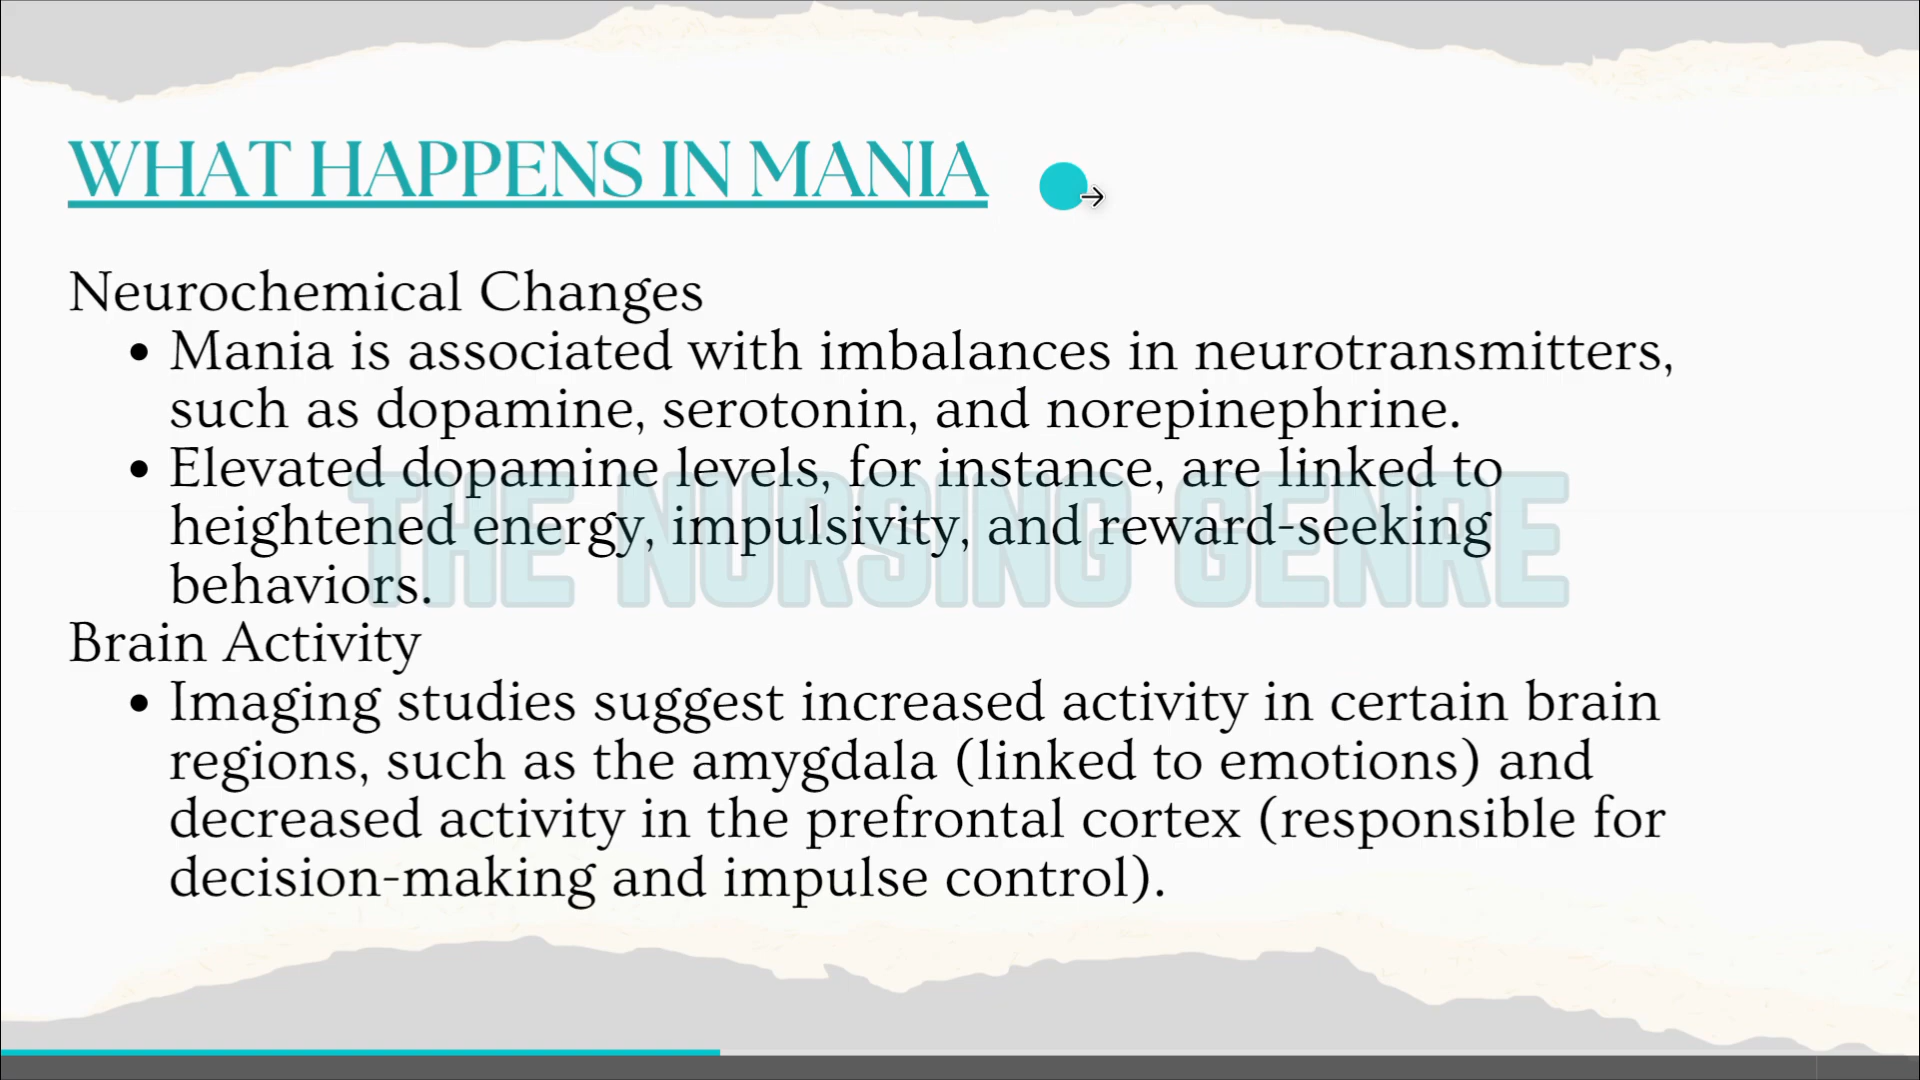 WHAT HAPPENS IN MANIA
Neurochemical Changes
• Mania is associated with imbalances in neurotransmitters,
such as dopamine, serotonin, and norepinephrine.
• Elevated dopamine levels, for instance, are linked to
heightened energy, impulsivity, and reward-seeking
behaviors.
THE NURSING GENRE
Brain Activity
• Imaging studies suggest increased activity in certain brain
regions, such as the amygdala (linked to emotions) and
decreased activity in the prefrontal cortex (responsible for
decision-making and impulse control).